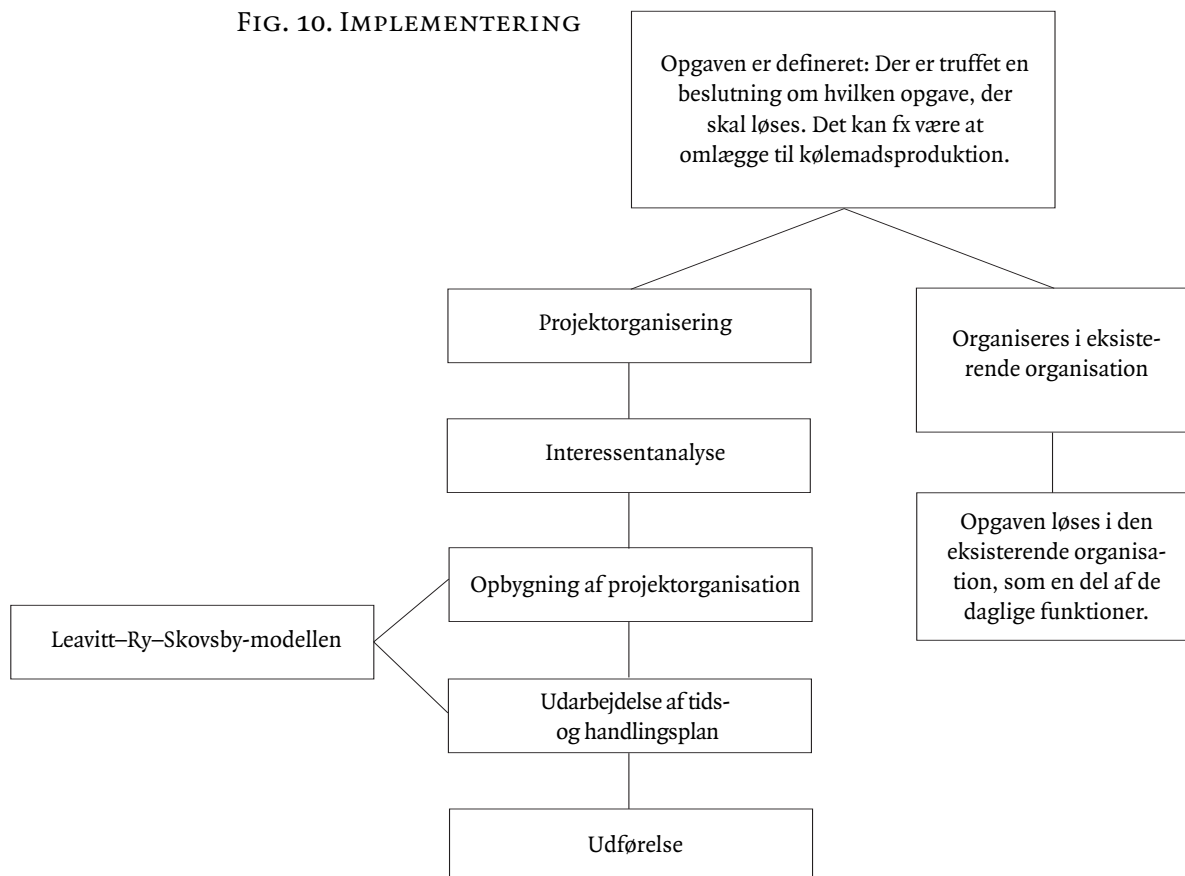 FIG. 10. IMPLEMENTERING
Opgaven er defineret: Der er truffet en
beslutning om hvilken opgave, der
skal løses. Det kan fx være at
omlægge til kølemadsproduktion.
Projektorganisering
Organiseres i eksiste-
rende organisation
Interessentanalyse
Opgaven løses i den
eksisterende organisa-
tion, som en del af de
daglige funktioner.
Opbygning af projektorganisation
Leavitt–Ry–Skovsby-modellen
Udarbejdelse af tids-
og handlingsplan
Udførelse